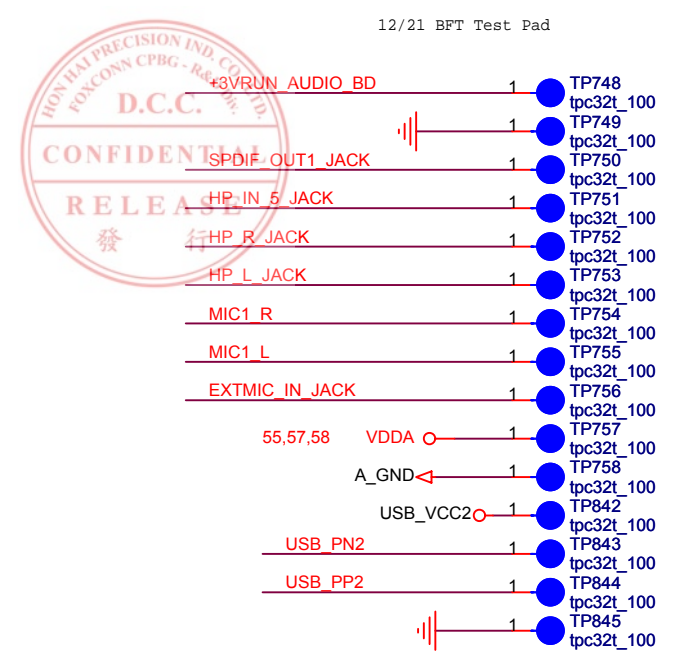 12/21 BFT Test Pad
HON HAI PRECISION IND. CO., LTD.
FOXCONN CPBG - R&D Div.
D.C.C.
CONFIDENTIAL
RELEASE
發 行
+3VRUN_AUDIO_BD 1 TP748
tpc32t_100
1 TP749
tpc32t_100
SPDIF_OUT1_JACK 1 TP750
tpc32t_100
HP_IN_5_JACK 1 TP751
tpc32t_100
HP_R_JACK 1 TP752
tpc32t_100
HP_L_JACK 1 TP753
tpc32t_100
MIC1_R 1 TP754
tpc32t_100
MIC1_L 1 TP755
tpc32t_100
EXTMIC_IN_JACK 1 TP756
tpc32t_100
55,57,58 VDDA 1 TP757
tpc32t_100
A_GND 1 TP758
tpc32t_100
USB_VCC2 1 TP842
tpc32t_100
USB_PN2 1 TP843
tpc32t_100
USB_PP2 1 TP844
tpc32t_100
1 TP845
tpc32t_100